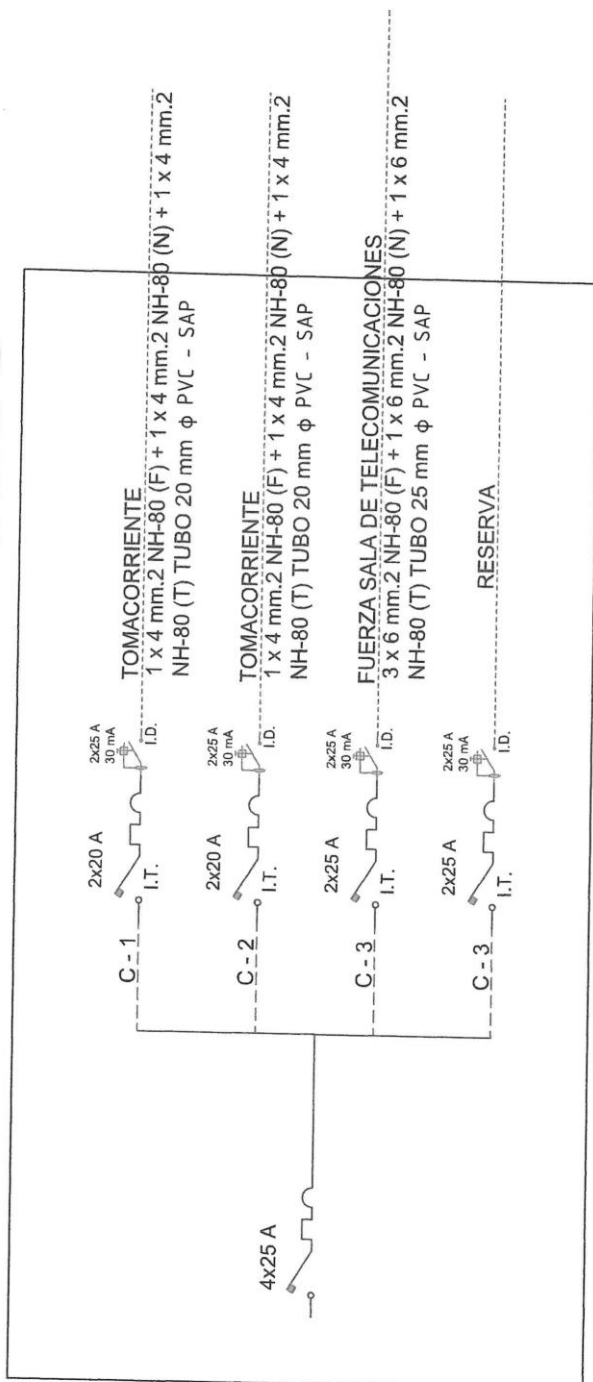 4x25 A
C - 1
2x20 A
I.T.
2x25 A
30 mA
I.D.
TOMACORRIENTE
1 x 4 mm.2 NH-80 (F) + 1 x 4 mm.2 NH-80 (N) + 1 x 4 mm.2
NH-80 (T) TUBO 20 mm ϕ PVC - SAP
C - 2
2x20 A
I.T.
2x25 A
30 mA
I.D.
TOMACORRIENTE
1 x 4 mm.2 NH-80 (F) + 1 x 4 mm.2 NH-80 (N) + 1 x 4 mm.2
NH-80 (T) TUBO 20 mm ϕ PVC - SAP
C - 3
2x25 A
I.T.
2x25 A
30 mA
I.D.
FUERZA SALA DE TELECOMUNICACIONES
3 x 6 mm.2 NH-80 (F) + 1 x 6 mm.2 NH-80 (N) + 1 x 6 mm.2
NH-80 (T) TUBO 25 mm ϕ PVC - SAP
C - 3
2x25 A
I.T.
2x25 A
30 mA
I.D.
RESERVA